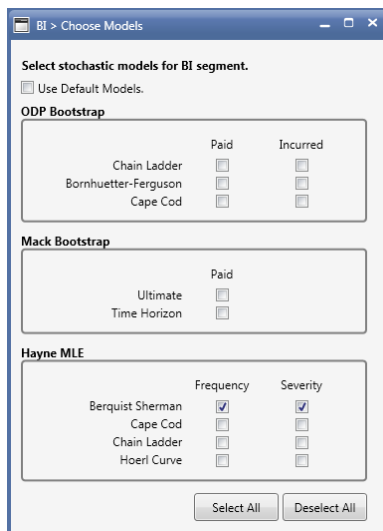 BI > Choose Models
Select stochastic models for BI segment.
Use Default Models.
ODP Bootstrap
Paid Incurred
Chain Ladder
Bornhuetter-Ferguson
Cape Cod
Mack Bootstrap
Paid
Ultimate
Time Horizon
Hayne MLE
Frequency Severity
Berquist Sherman
Cape Cod
Chain Ladder
Hoerl Curve
Select All Deselect All